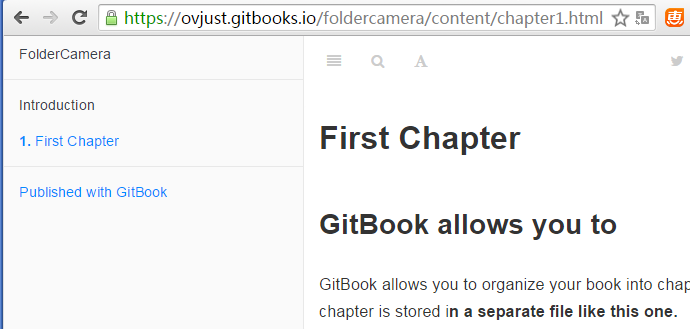 https://ovjust.gitbooks.io/foldercamera/content/chapter1.html
惠
FolderCamera
A
Introduction
1. First Chapter
Published with GitBook
First Chapter
GitBook allows you to
GitBook allows you to organize your book into chap
chapter is stored in a separate file like this one.